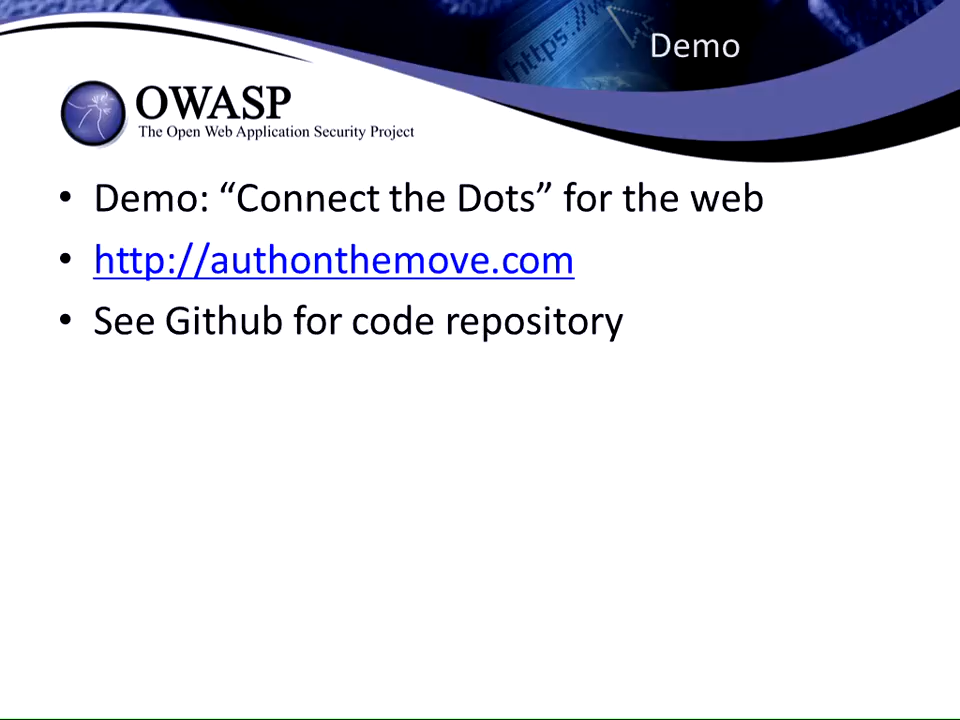 https://w
Demo
OWASP
The Open Web Application Security Project
• Demo: “Connect the Dots” for the web
• http://authonthemove.com
• See Github for code repository